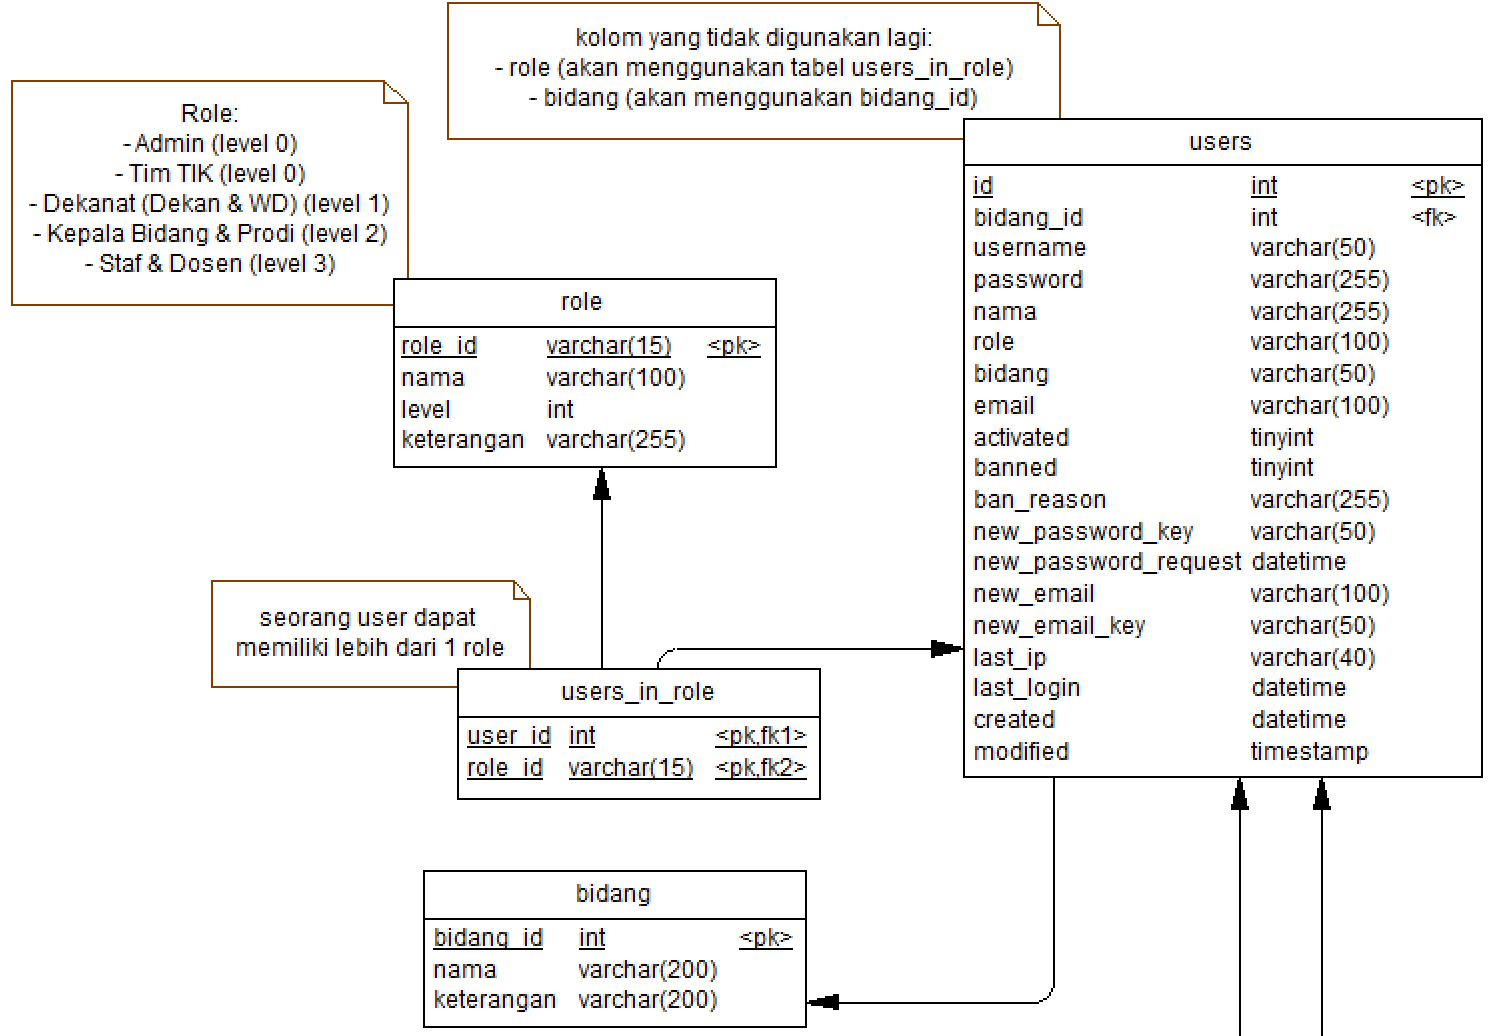 kolom yang tidak digunakan lagi:
- role (akan menggunakan tabel users_in_role)
- bidang (akan menggunakan bidang_id)
Role:
- Admin (level 0)
- Tim TIK (level 0)
- Dekanat (Dekan & WD) (level 1)
- Kepala Bidang & Prodi (level 2)
- Staf & Dosen (level 3)
users
id int <pk>
bidang_id int <fk>
username varchar(50)
password varchar(255)
nama varchar(255)
role varchar(100)
bidang varchar(50)
email varchar(100)
activated tinyint
banned tinyint
ban_reason varchar(255)
new_password_key varchar(50)
new_password_request datetime
new_email varchar(100)
new_email_key varchar(50)
last_ip varchar(40)
last_login datetime
created datetime
modified timestamp
role
role_id varchar(15) <pk>
nama varchar(100)
level int
keterangan varchar(255)
seorang user dapat
memiliki lebih dari 1 role
users_in_role
user_id int <pk,fk1>
role_id varchar(15) <pk,fk2>
bidang
bidang_id int <pk>
nama varchar(200)
keterangan varchar(200)